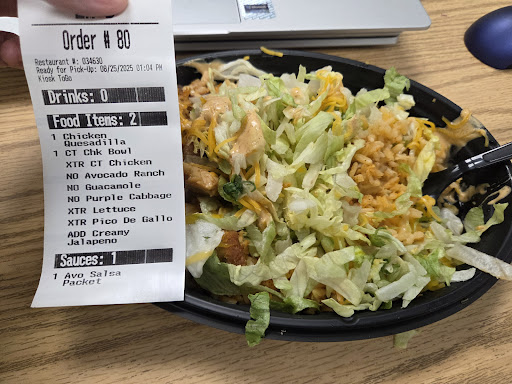 Order # 80
Restaurant #: 034630
Ready for Pick-Up: 08/25/2025 01:04 PM
Kiosk ToGo
Drinks: 0
Food Items: 2
1 Chicken
Quesadilla
1 CT Chk Bowl
XTR CT Chicken
NO Avocado Ranch
NO Guacamole
NO Purple Cabbage
XTR Lettuce
XTR Pico De Gallo
ADD Creamy
Jalapeno
Sauces: 1
1 Avo Salsa
Packet